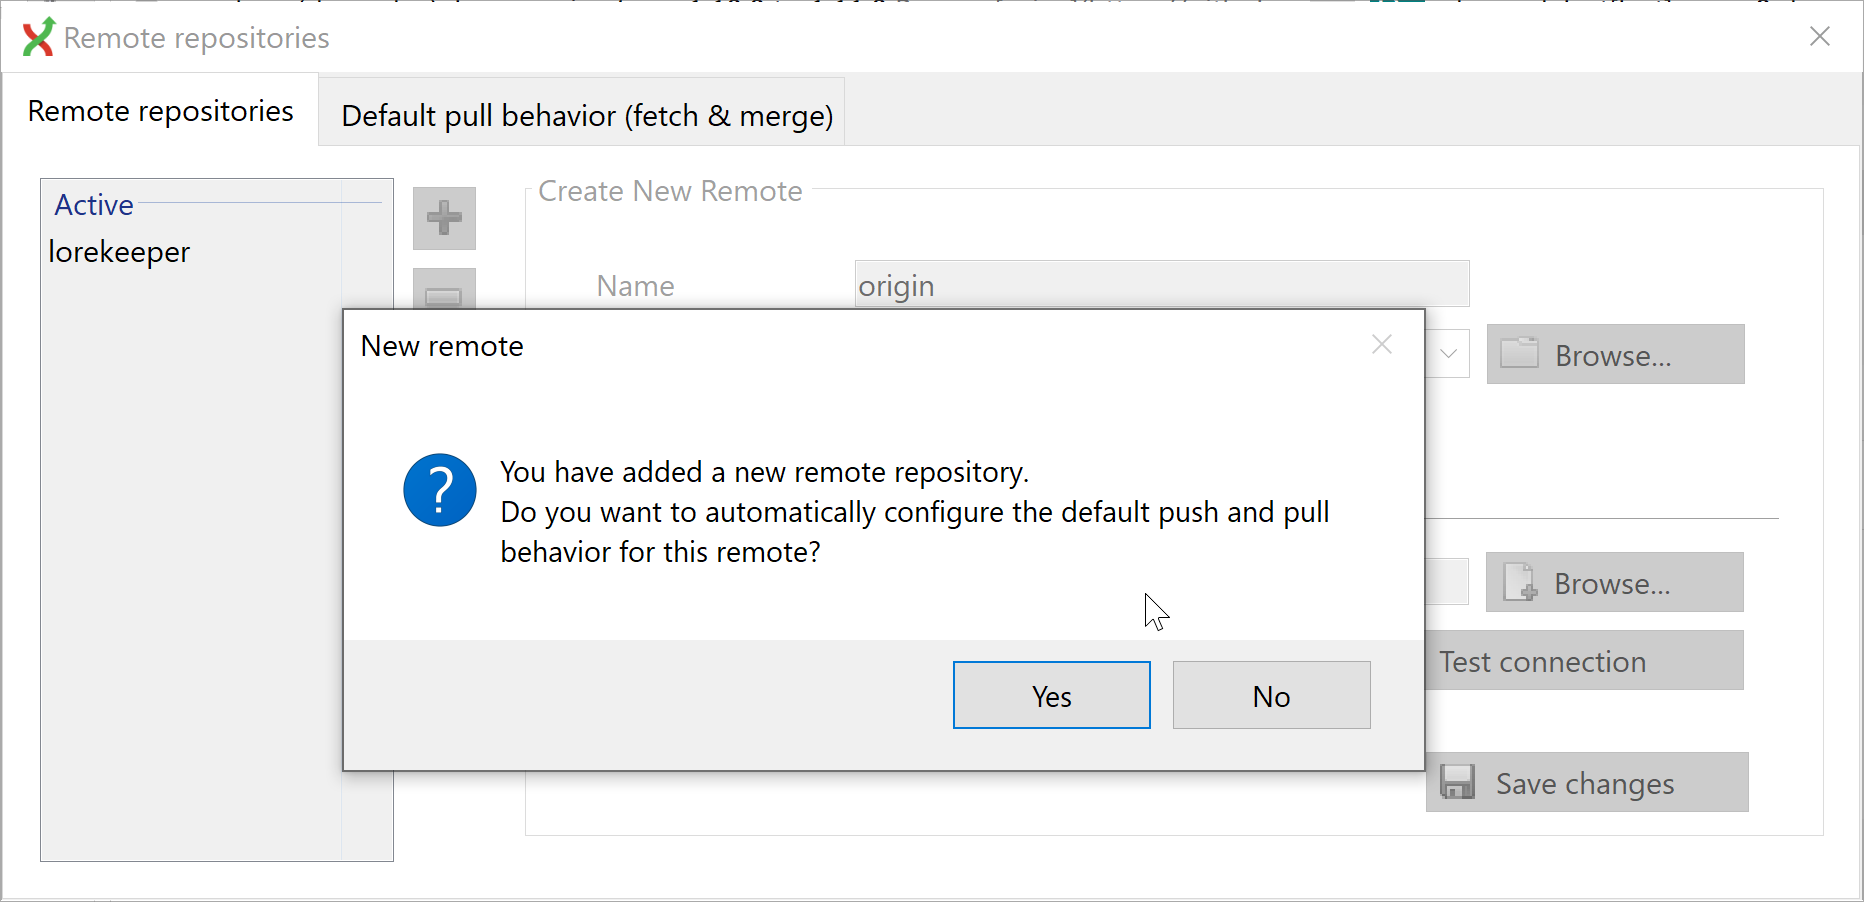 Remote repositories
Remote repositories
Default pull behavior (fetch & merge)
Active
lorekeeper
Create New Remote
Name
origin
Browse...
New remote
You have added a new remote repository.
Do you want to automatically configure the default push and pull
behavior for this remote?
Browse...
Test connection
Yes
No
Save changes